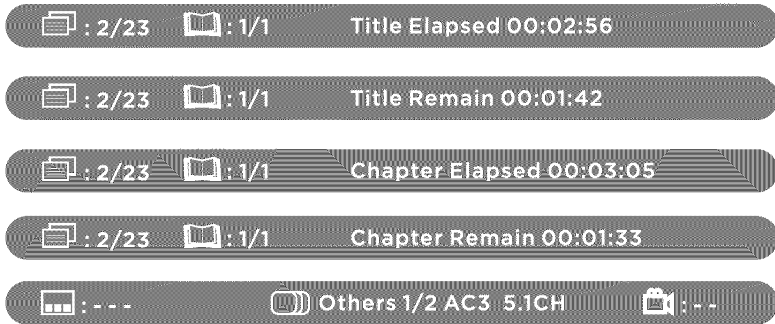 : 2/23 : 1/1 Title Elapsed 00:02:56
: 2/23 : 1/1 Title Remain 00:01:42
: 2/23 : 1/1 Chapter Elapsed 00:03:05
: 2/23 : 1/1 Chapter Remain 00:01:33
: - - - Others 1/2 AC3 5.1CH : - -